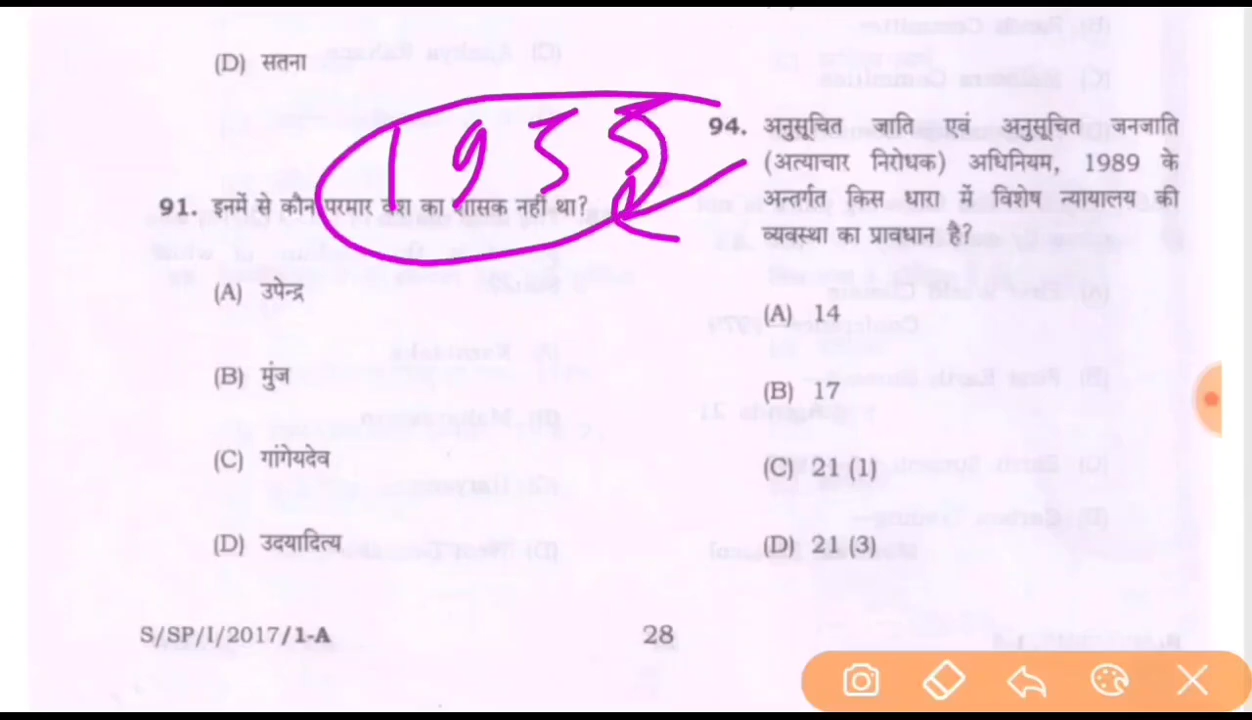 (D) सतना
1955
91. इनमें से कौन परमार वंश का शासक नहीं था?
(A) उपेन्द्र
(B) मुंज
(C) गांगेयदेव
(D) उदयादित्य
94. अनुसूचित जाति एवं अनुसूचित जनजाति
(अत्याचार निरोधक) अधिनियम, 1989 के
अन्तर्गत किस धारा में विशेष न्यायालय की
व्यवस्था का प्रावधान है?
(A) 14
(B) 17
(C) 21 (1)
(D) 21 (3)
S/SP/I/2017/1-A
28